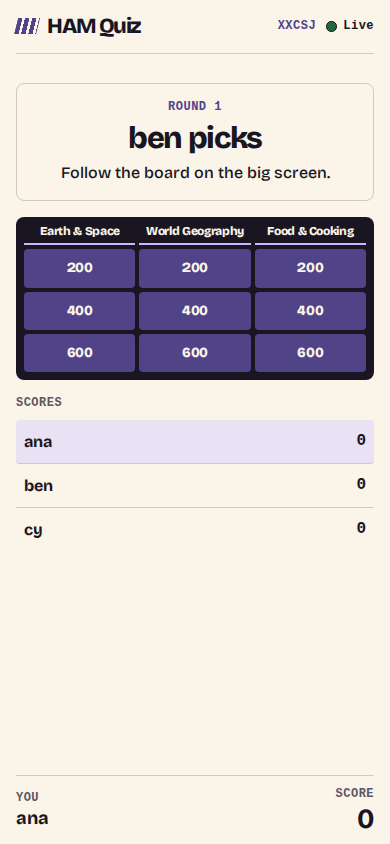 HAM Quiz
XXCSJ Live
ROUND 1
ben picks
Follow the board on the big screen.
Earth & Space World Geography Food & Cooking
200 200 200
400 400 400
600 600 600
SCORES
ana 0
ben 0
cy 0
YOU SCORE
ana 0